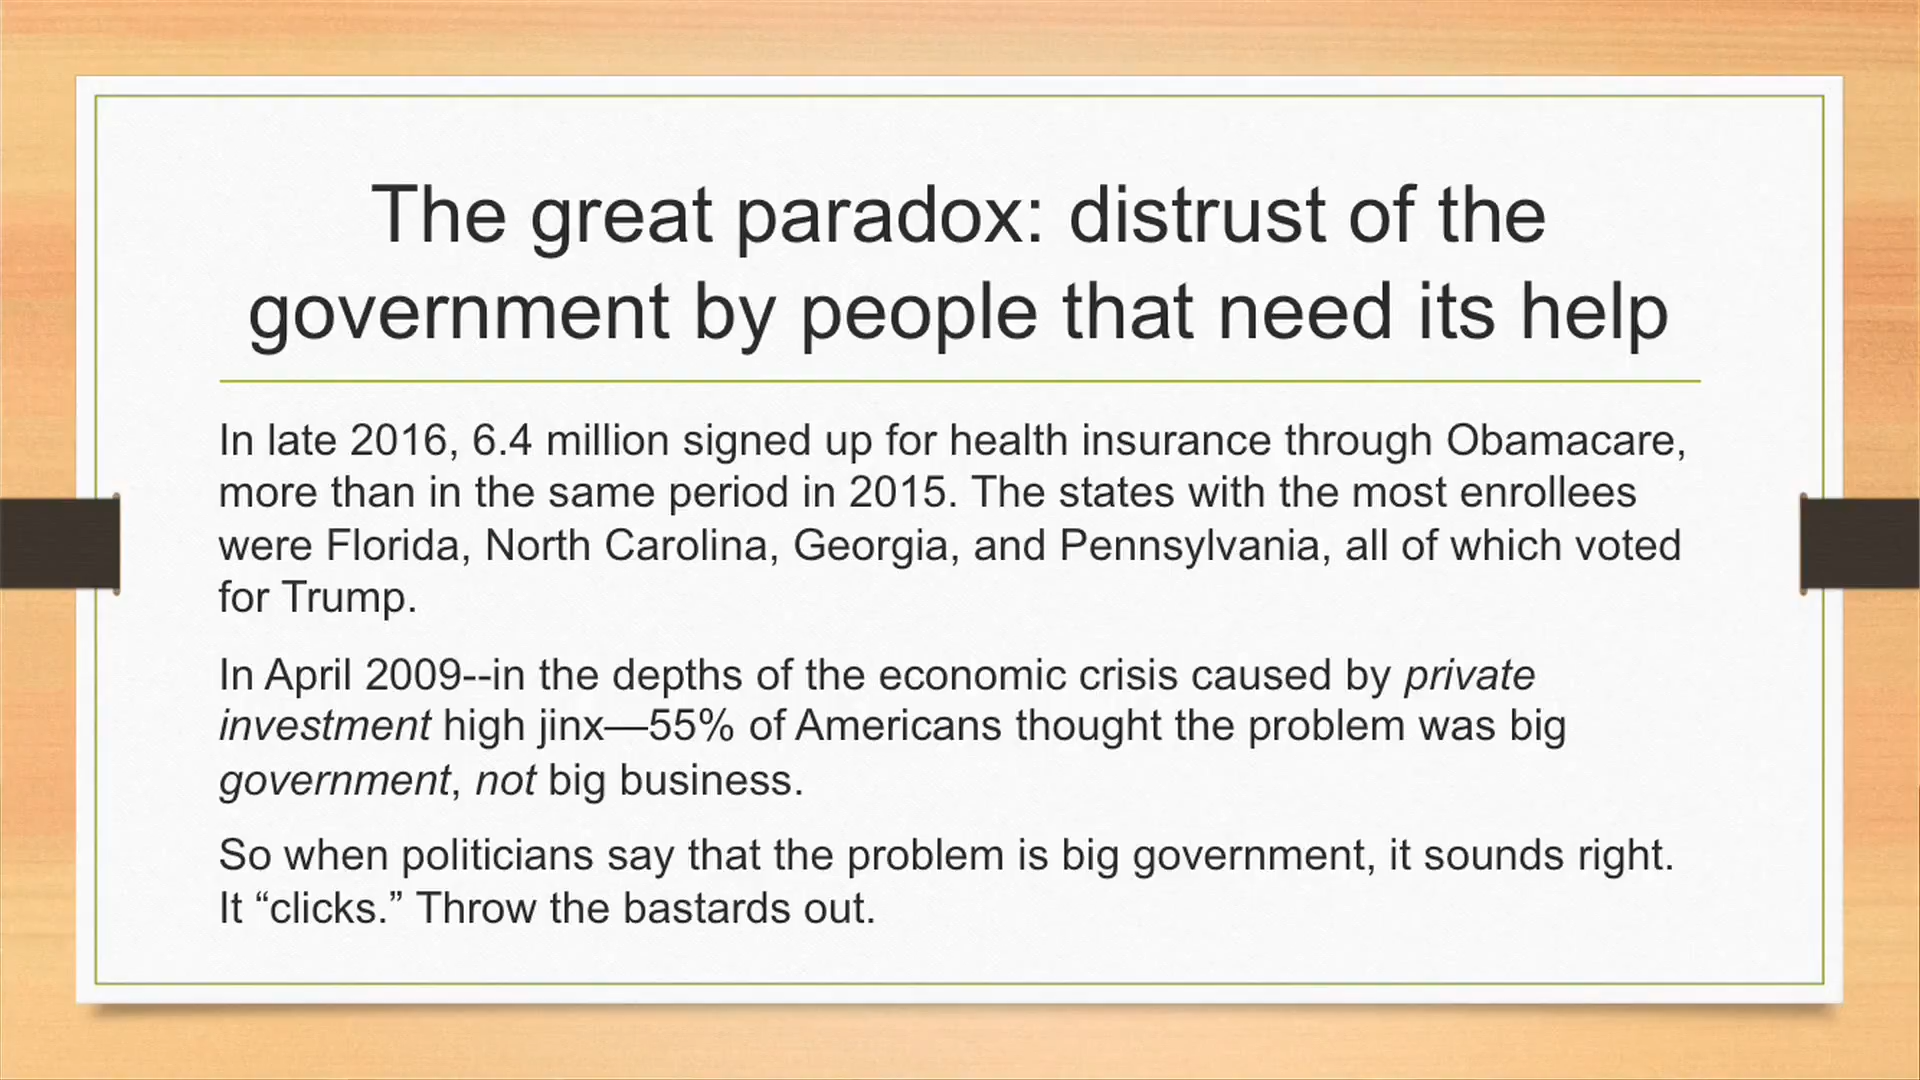 The great paradox: distrust of the
government by people that need its help
In late 2016, 6.4 million signed up for health insurance through Obamacare,
more than in the same period in 2015. The states with the most enrollees
were Florida, North Carolina, Georgia, and Pennsylvania, all of which voted
for Trump.
In April 2009--in the depths of the economic crisis caused by private
investment high jinx—55% of Americans thought the problem was big
government, not big business.
So when politicians say that the problem is big government, it sounds right.
It “clicks.” Throw the bastards out.